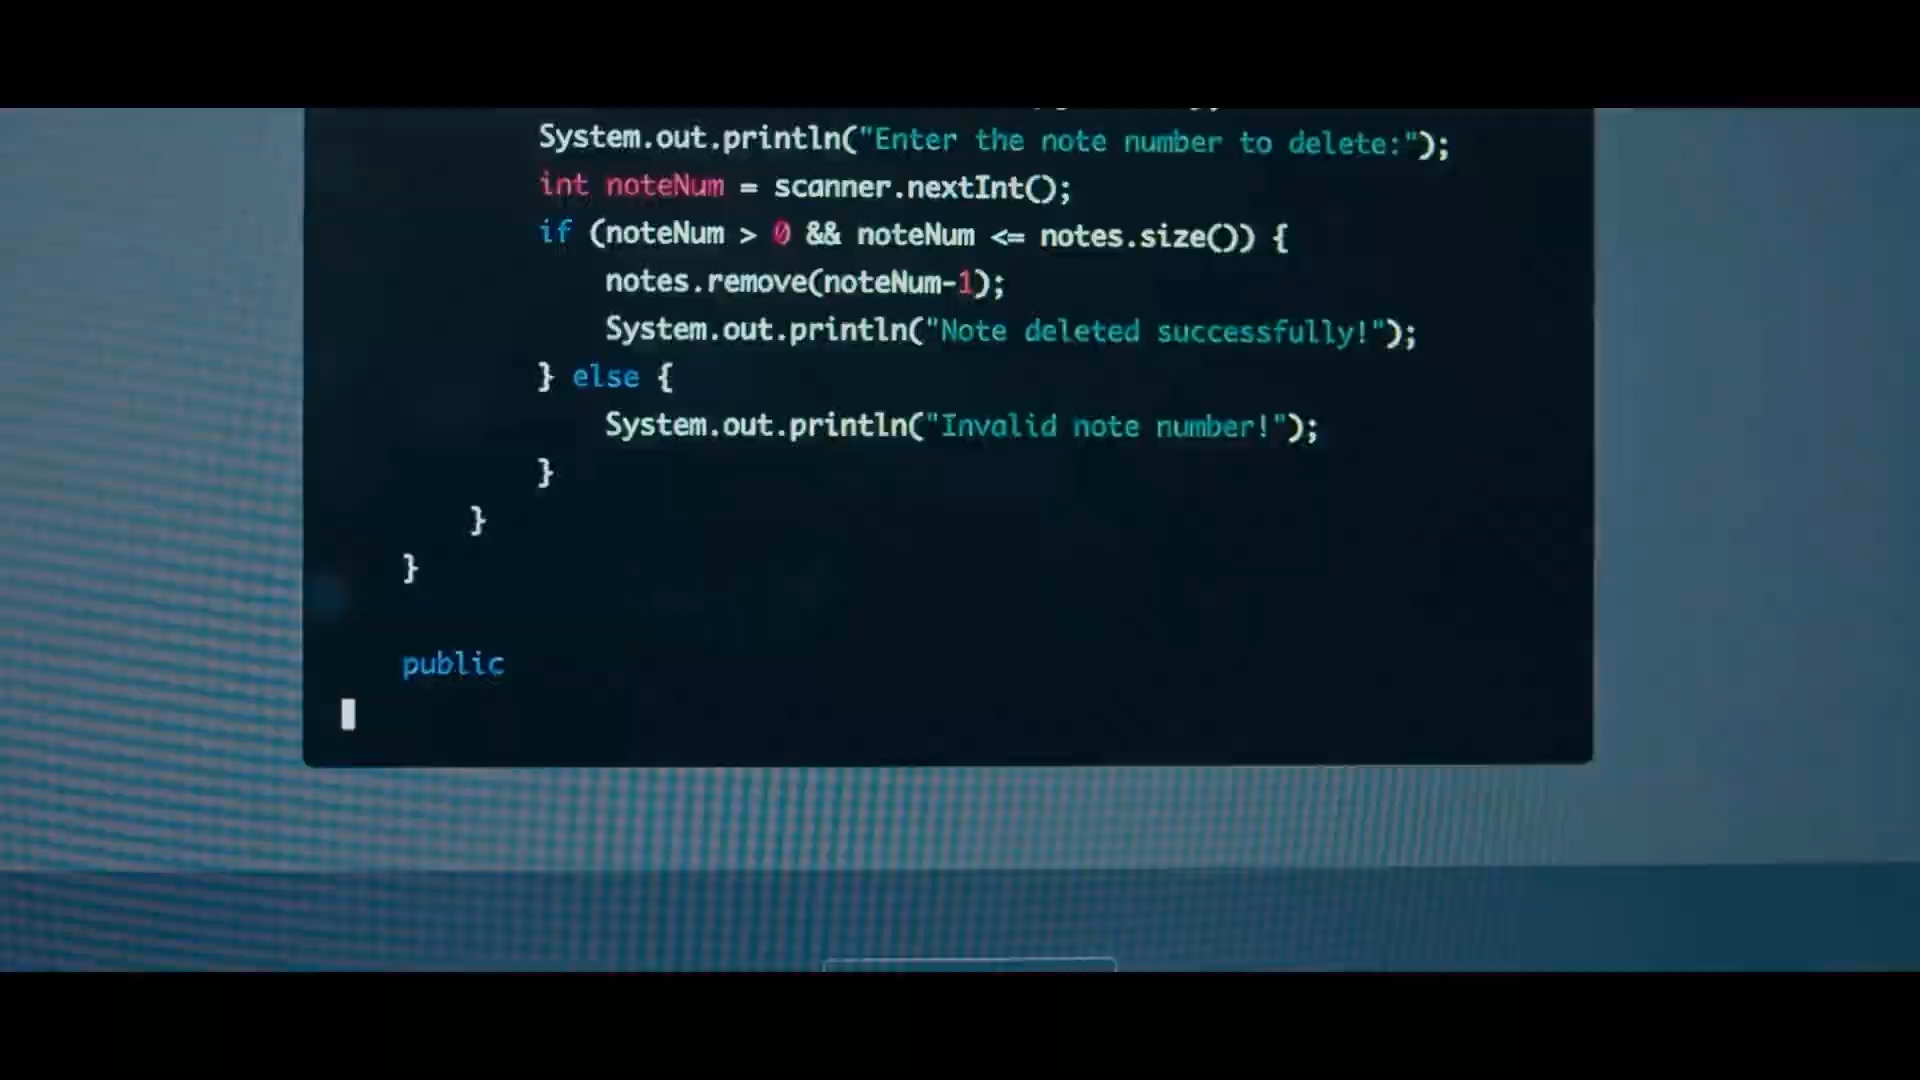 System.out.println("Enter the note number to delete:");
int noteNum = scanner.nextInt();
if (noteNum > 0 && noteNum <= notes.size()) {
notes.remove(noteNum-1);
System.out.println("Note deleted successfully!");
} else {
System.out.println("Invalid note number!");
}
}
}
public